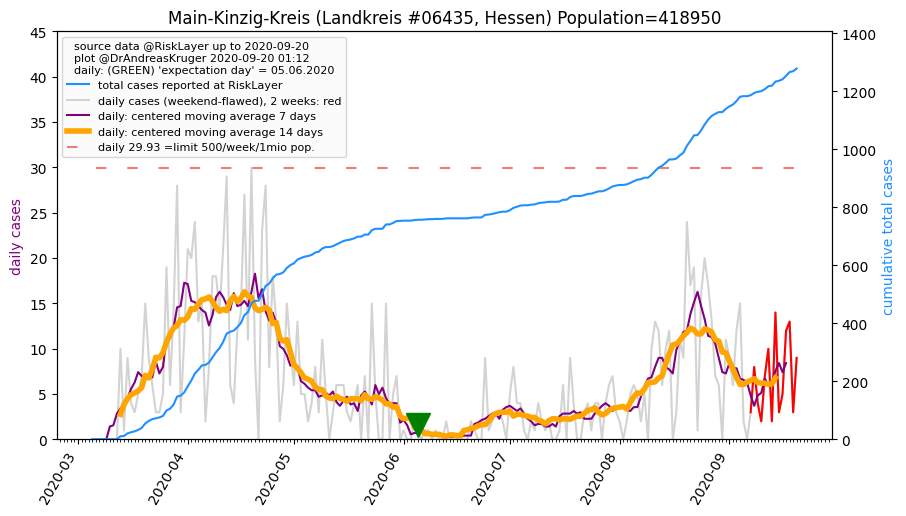 Main-Kinzig-Kreis (Landkreis #06435, Hessen) Population=418950
source data @RiskLayer up to 2020-09-20
plot @DrAndreasKruger 2020-09-20 01:12
daily: (GREEN) 'expectation day' = 05.06.2020
total cases reported at RiskLayer
daily cases (weekend-flawed), 2 weeks: red
daily: centered moving average 7 days
daily: centered moving average 14 days
daily 29.93 =limit 500/week/1mio pop.
daily cases
45
40
35
30
25
20
15
10
5
0
1400
1200
1000
800
600
400
200
0
cumulative total cases
2020-03
2020-04
2020-05
2020-06
2020-07
2020-08
2020-09